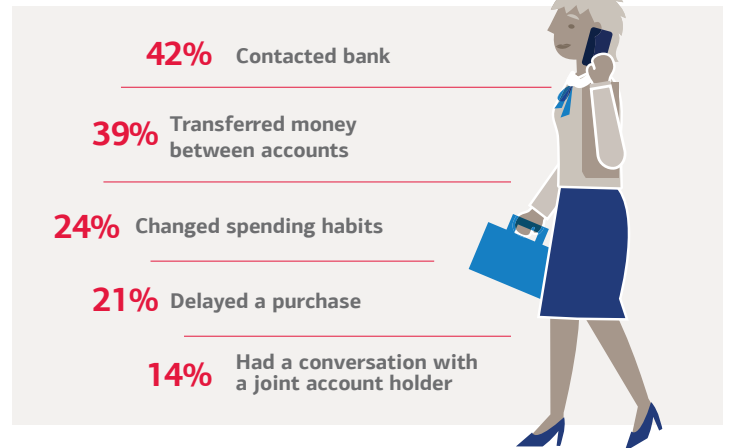 42% Contacted bank
39% Transferred money
between accounts
24% Changed spending habits
21% Delayed a purchase
14% Had a conversation with
a joint account holder